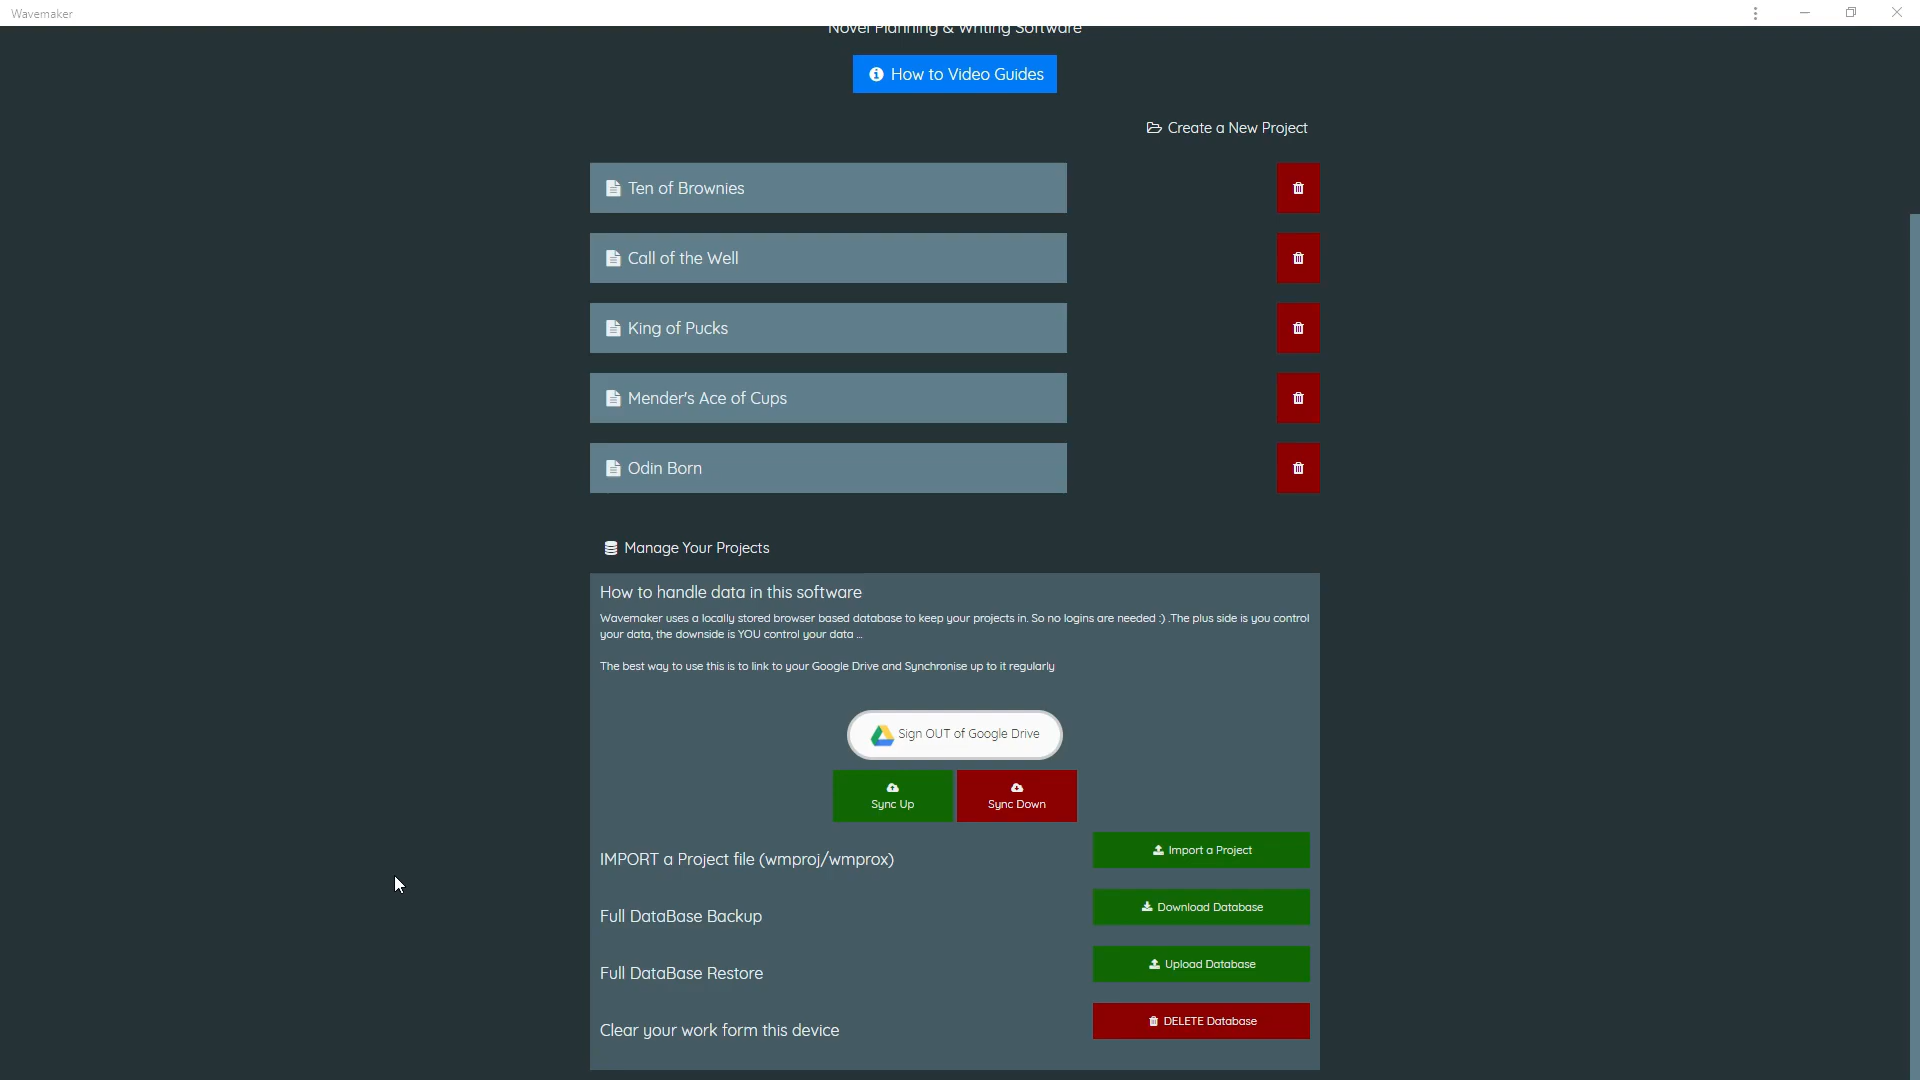 Wavemaker
Novel Planning & Writing Software
How to Video Guides
Create a New Project
Ten of Brownies
Call of the Well
King of Pucks
Mender's Ace of Cups
Odin Born
Manage Your Projects
How to handle data in this software
Wavemaker uses a locally stored browser based database to keep your projects in. So no logins are needed :) .The plus side is you control
your data, the downside is YOU control your data ...
The best way to use this is to link to your Google Drive and Synchronise up to it regularly
Sign OUT of Google Drive
Sync Up
Sync Down
IMPORT a Project file (wmproj/wmprox)
Import a Project
Full DataBase Backup
Download Database
Full DataBase Restore
Upload Database
Clear your work form this device
DELETE Database